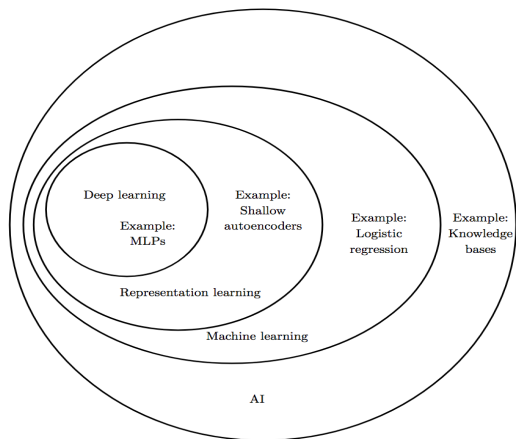 Deep learning
Example:
MLPs
Example:
Shallow
autoencoders
Example:
Logistic
regression
Example:
Knowledge
bases
Representation learning
Machine learning
AI